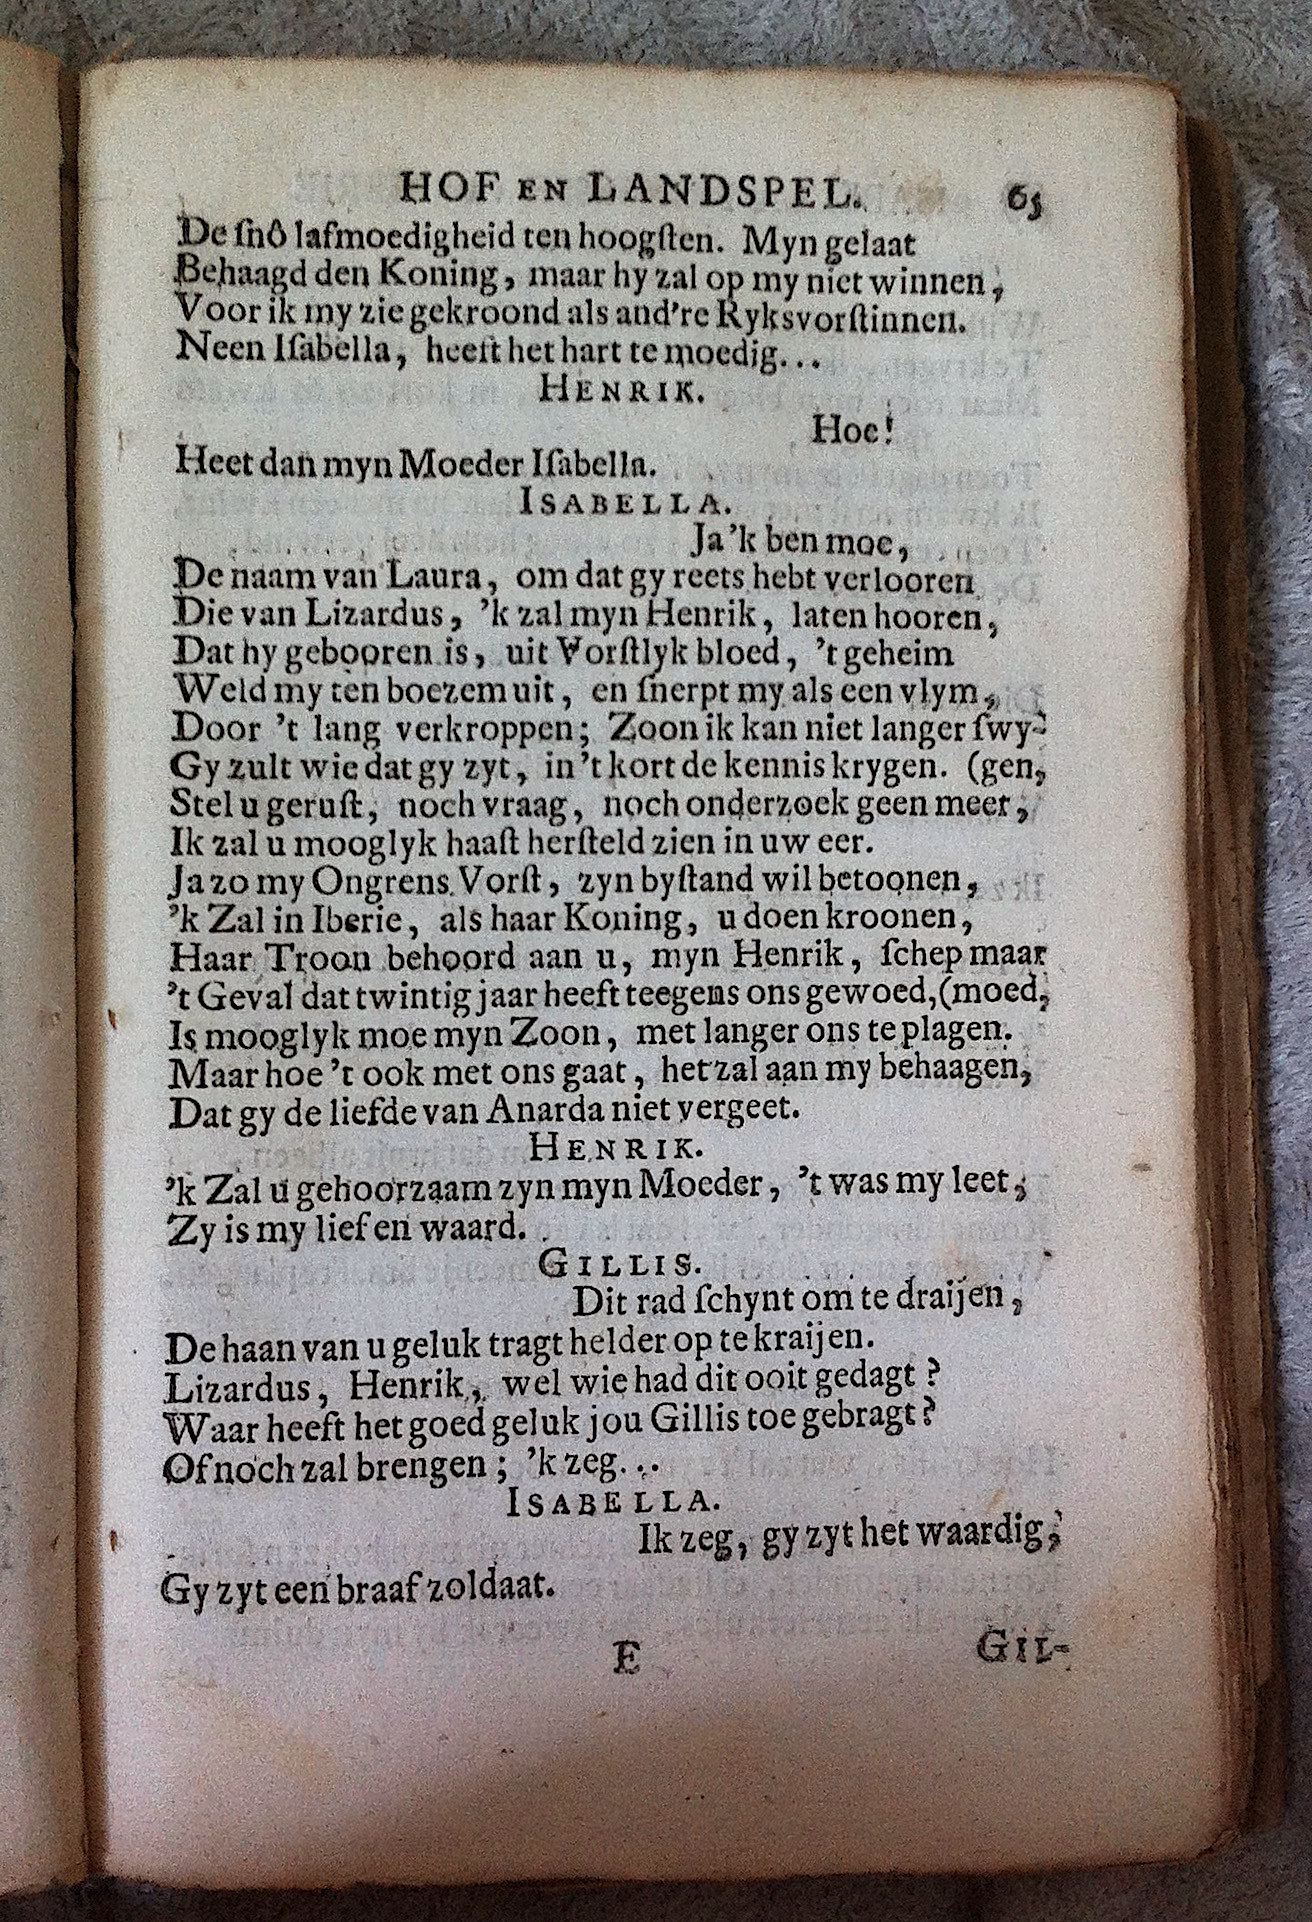 HOF EN LANDSPEL. 65
De ſnô lafmoedigheid ten hoogſten. Myn gelaat
Behaagd den Koning, maar hy zal op my niet winnen,
Voor ik my zie gekroond als and're Ryksvorſtinnen.
Neen Iſabella, heeft het hart te moedig...
HENRIK.
Hoe!
Heet dan myn Moeder Iſabella.
ISABELLA.
Ja 'k ben moe,
De naam van Laura, om dat gy reets hebt verlooren
Die van Lizardus, 'k zal myn Henrik, laten hooren,
Dat hy gebooren is, uit Vorſtlyk bloed, 't geheim
Weld my ten boezem uit, en ſnerpt my als een vlym,
Door 't lang verkroppen; Zoon ik kan niet langer ſwy-
Gy zult wie dat gy zyt, in 't kort de kennis krygen. (gen,
Stel u geruſt, noch vraag, noch onderzoek geen meer,
Ik zal u mooglyk haaſt herſteld zien in uw eer.
Ja zo my Ongrens Vorſt, zyn byſtand wil betoonen,
'k Zal in Iberie, als haar Koning, u doen kroonen,
Haar Troon behoord aan u, myn Henrik, ſchep maar
't Geval dat twintig jaar heeft teegens ons gewoed, (moed,
Is mooglyk moe myn Zoon, met langer ons te plagen.
Maar hoe 't ook met ons gaat, het zal aan my behaagen,
Dat gy de liefde van Anarda niet vergeet.
HENRIK.
'k Zal u gehoorzaam zyn myn Moeder, 't was my leet,
Zy is my lief en waard.
GILLIS.
Dit rad ſchynt om te draijen,
De haan van u geluk tragt helder op te kraijen.
Lizardus, Henrik, wel wie had dit ooit gedagt?
Waar heeft het goed geluk jou Gillis toe gebragt?
Of noch zal brengen; 'k zeg...
ISABELLA.
Ik zeg, gy zyt het waardig,
Gy zyt een braaf zoldaat.
E GIL-